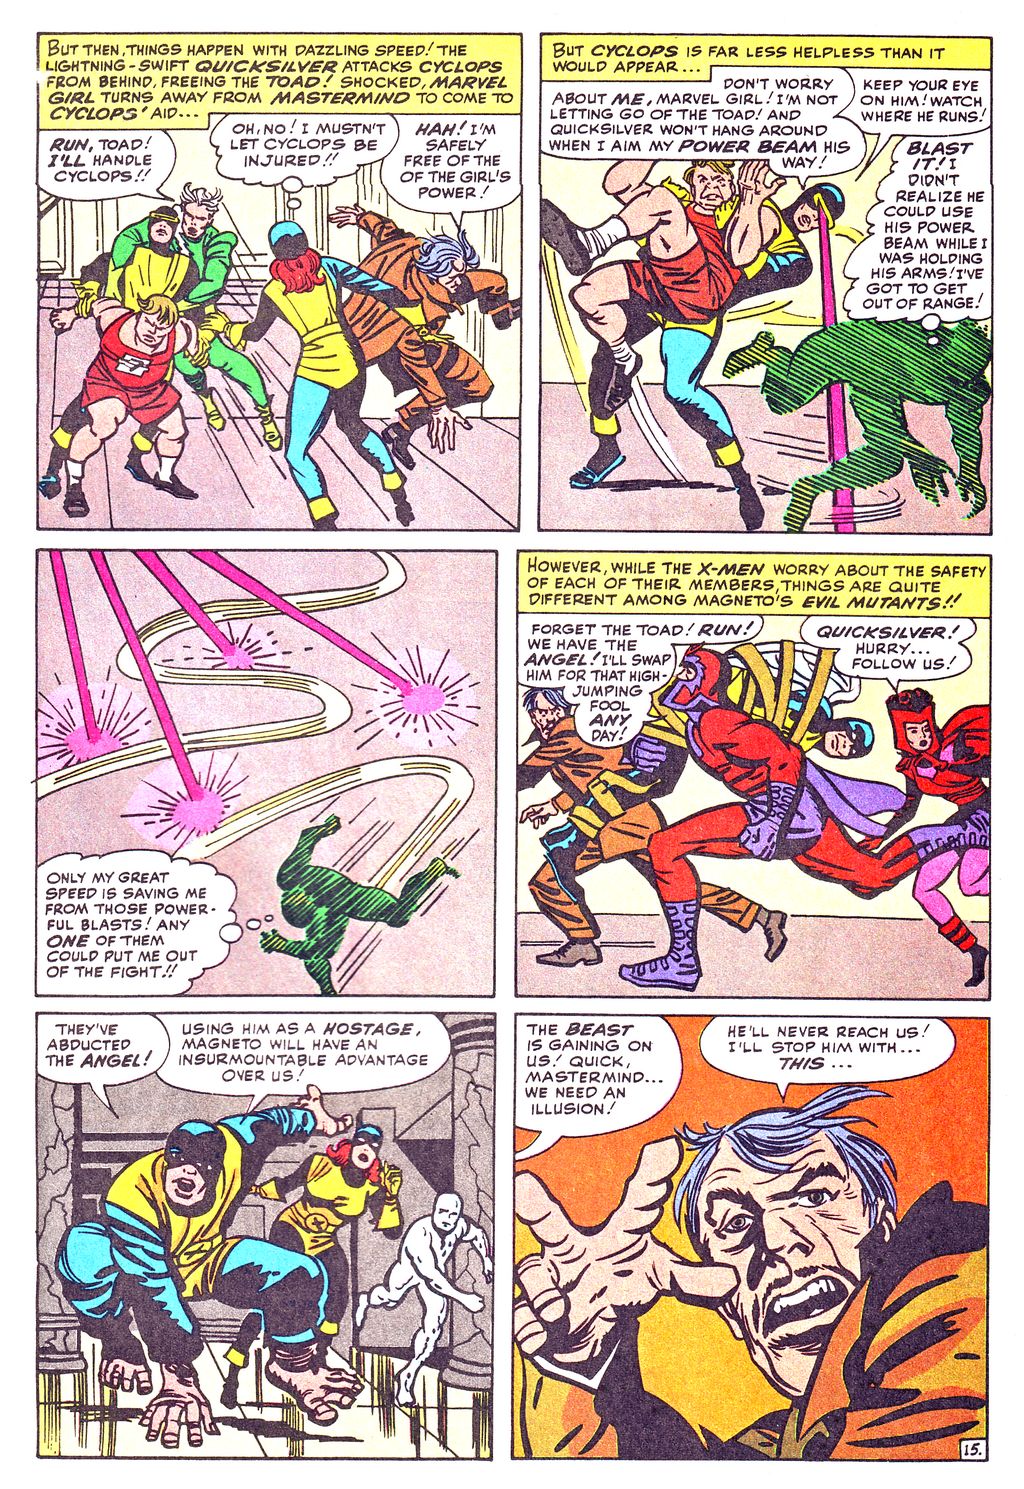 BUT THEN, THINGS HAPPEN WITH DAZZLING SPEED! THE
LIGHTNING-SWIFT QUICKSILVER ATTACKS CYCLOPS
FROM BEHIND, FREEING THE TOAD! SHOCKED, MARVEL
GIRL TURNS AWAY FROM MASTERMIND TO COME TO
CYCLOPS' AID...
RUN, TOAD!
I'LL HANDLE
CYCLOPS!!
OH, NO! I MUSTN'T
LET CYCLOPS BE
INJURED!!
HAH! I'M
SAFELY
FREE OF THE
OF THE GIRL'S
POWER!
BUT CYCLOPS IS FAR LESS HELPLESS THAN IT
WOULD APPEAR...
DON'T WORRY
ABOUT ME, MARVEL GIRL! I'M NOT
LETTING GO OF THE TOAD! AND
QUICKSILVER WON'T HANG AROUND
WHEN I AIM MY POWER BEAM HIS
WAY!
KEEP YOUR EYE
ON HIM! WATCH
WHERE HE RUNS!
BLAST
IT! I
DIDN'T
REALIZE HE
COULD USE
HIS POWER
BEAM WHILE I
WAS HOLDING
HIS ARMS! I'VE
GOT TO GET
OUT OF RANGE!
ONLY MY GREAT
SPEED IS SAVING ME
FROM THOSE POWER-
FUL BLASTS! ANY
ONE OF THEM
COULD PUT ME OUT
OF THE FIGHT!!
HOWEVER, WHILE THE X-MEN WORRY ABOUT THE SAFETY
OF EACH OF THEIR MEMBERS, THINGS ARE QUITE
DIFFERENT AMONG MAGNETO'S EVIL MUTANTS!!
FORGET THE TOAD! RUN!
WE HAVE THE
ANGEL! I'LL SWAP
HIM FOR THAT HIGH-
JUMPING
FOOL
ANY
DAY!
QUICKSILVER!
HURRY...
FOLLOW US!
THEY'VE
ABDUCTED
THE ANGEL!
USING HIM AS A HOSTAGE,
MAGNETO WILL HAVE AN
INSURMOUNTABLE ADVANTAGE
OVER US!
THE BEAST
IS GAINING ON
US! QUICK,
MASTERMIND...
WE NEED AN
ILLUSION!
HE'LL NEVER REACH US!
I'LL STOP HIM WITH...
THIS...
15.